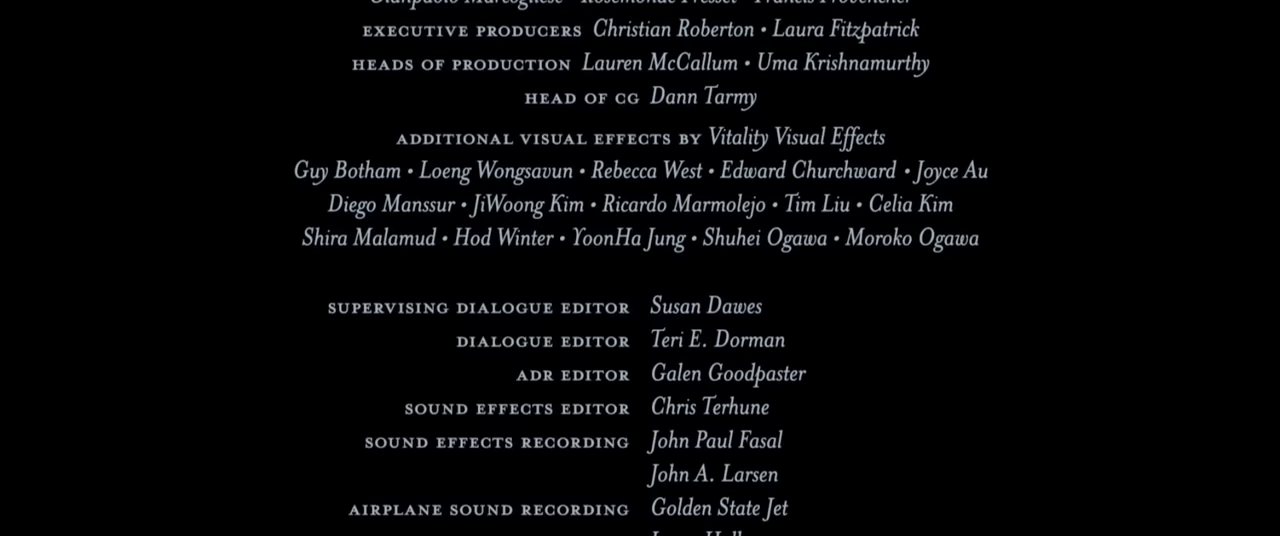 EXECUTIVE PRODUCERS Christian Roberton • Laura Fitzpatrick
HEADS OF PRODUCTION Lauren McCallum • Uma Krishnamurthy
HEAD OF CG Dann Tarmy
ADDITIONAL VISUAL EFFECTS BY Vitality Visual Effects
Guy Botham • Loeng Wongsavun • Rebecca West • Edward Churchward • Joyce Au
Diego Manssur • JiWoong Kim • Ricardo Marmolejo • Tim Liu • Celia Kim
Shira Malamud • Hod Winter • YoonHa Jung • Shuhei Ogawa • Moroko Ogawa
SUPERVISING DIALOGUE EDITOR Susan Dawes
DIALOGUE EDITOR Teri E. Dorman
ADR EDITOR Galen Goodpaster
SOUND EFFECTS EDITOR Chris Terhune
SOUND EFFECTS RECORDING John Paul Fasal
John A. Larsen
AIRPLANE SOUND RECORDING Golden State Jet